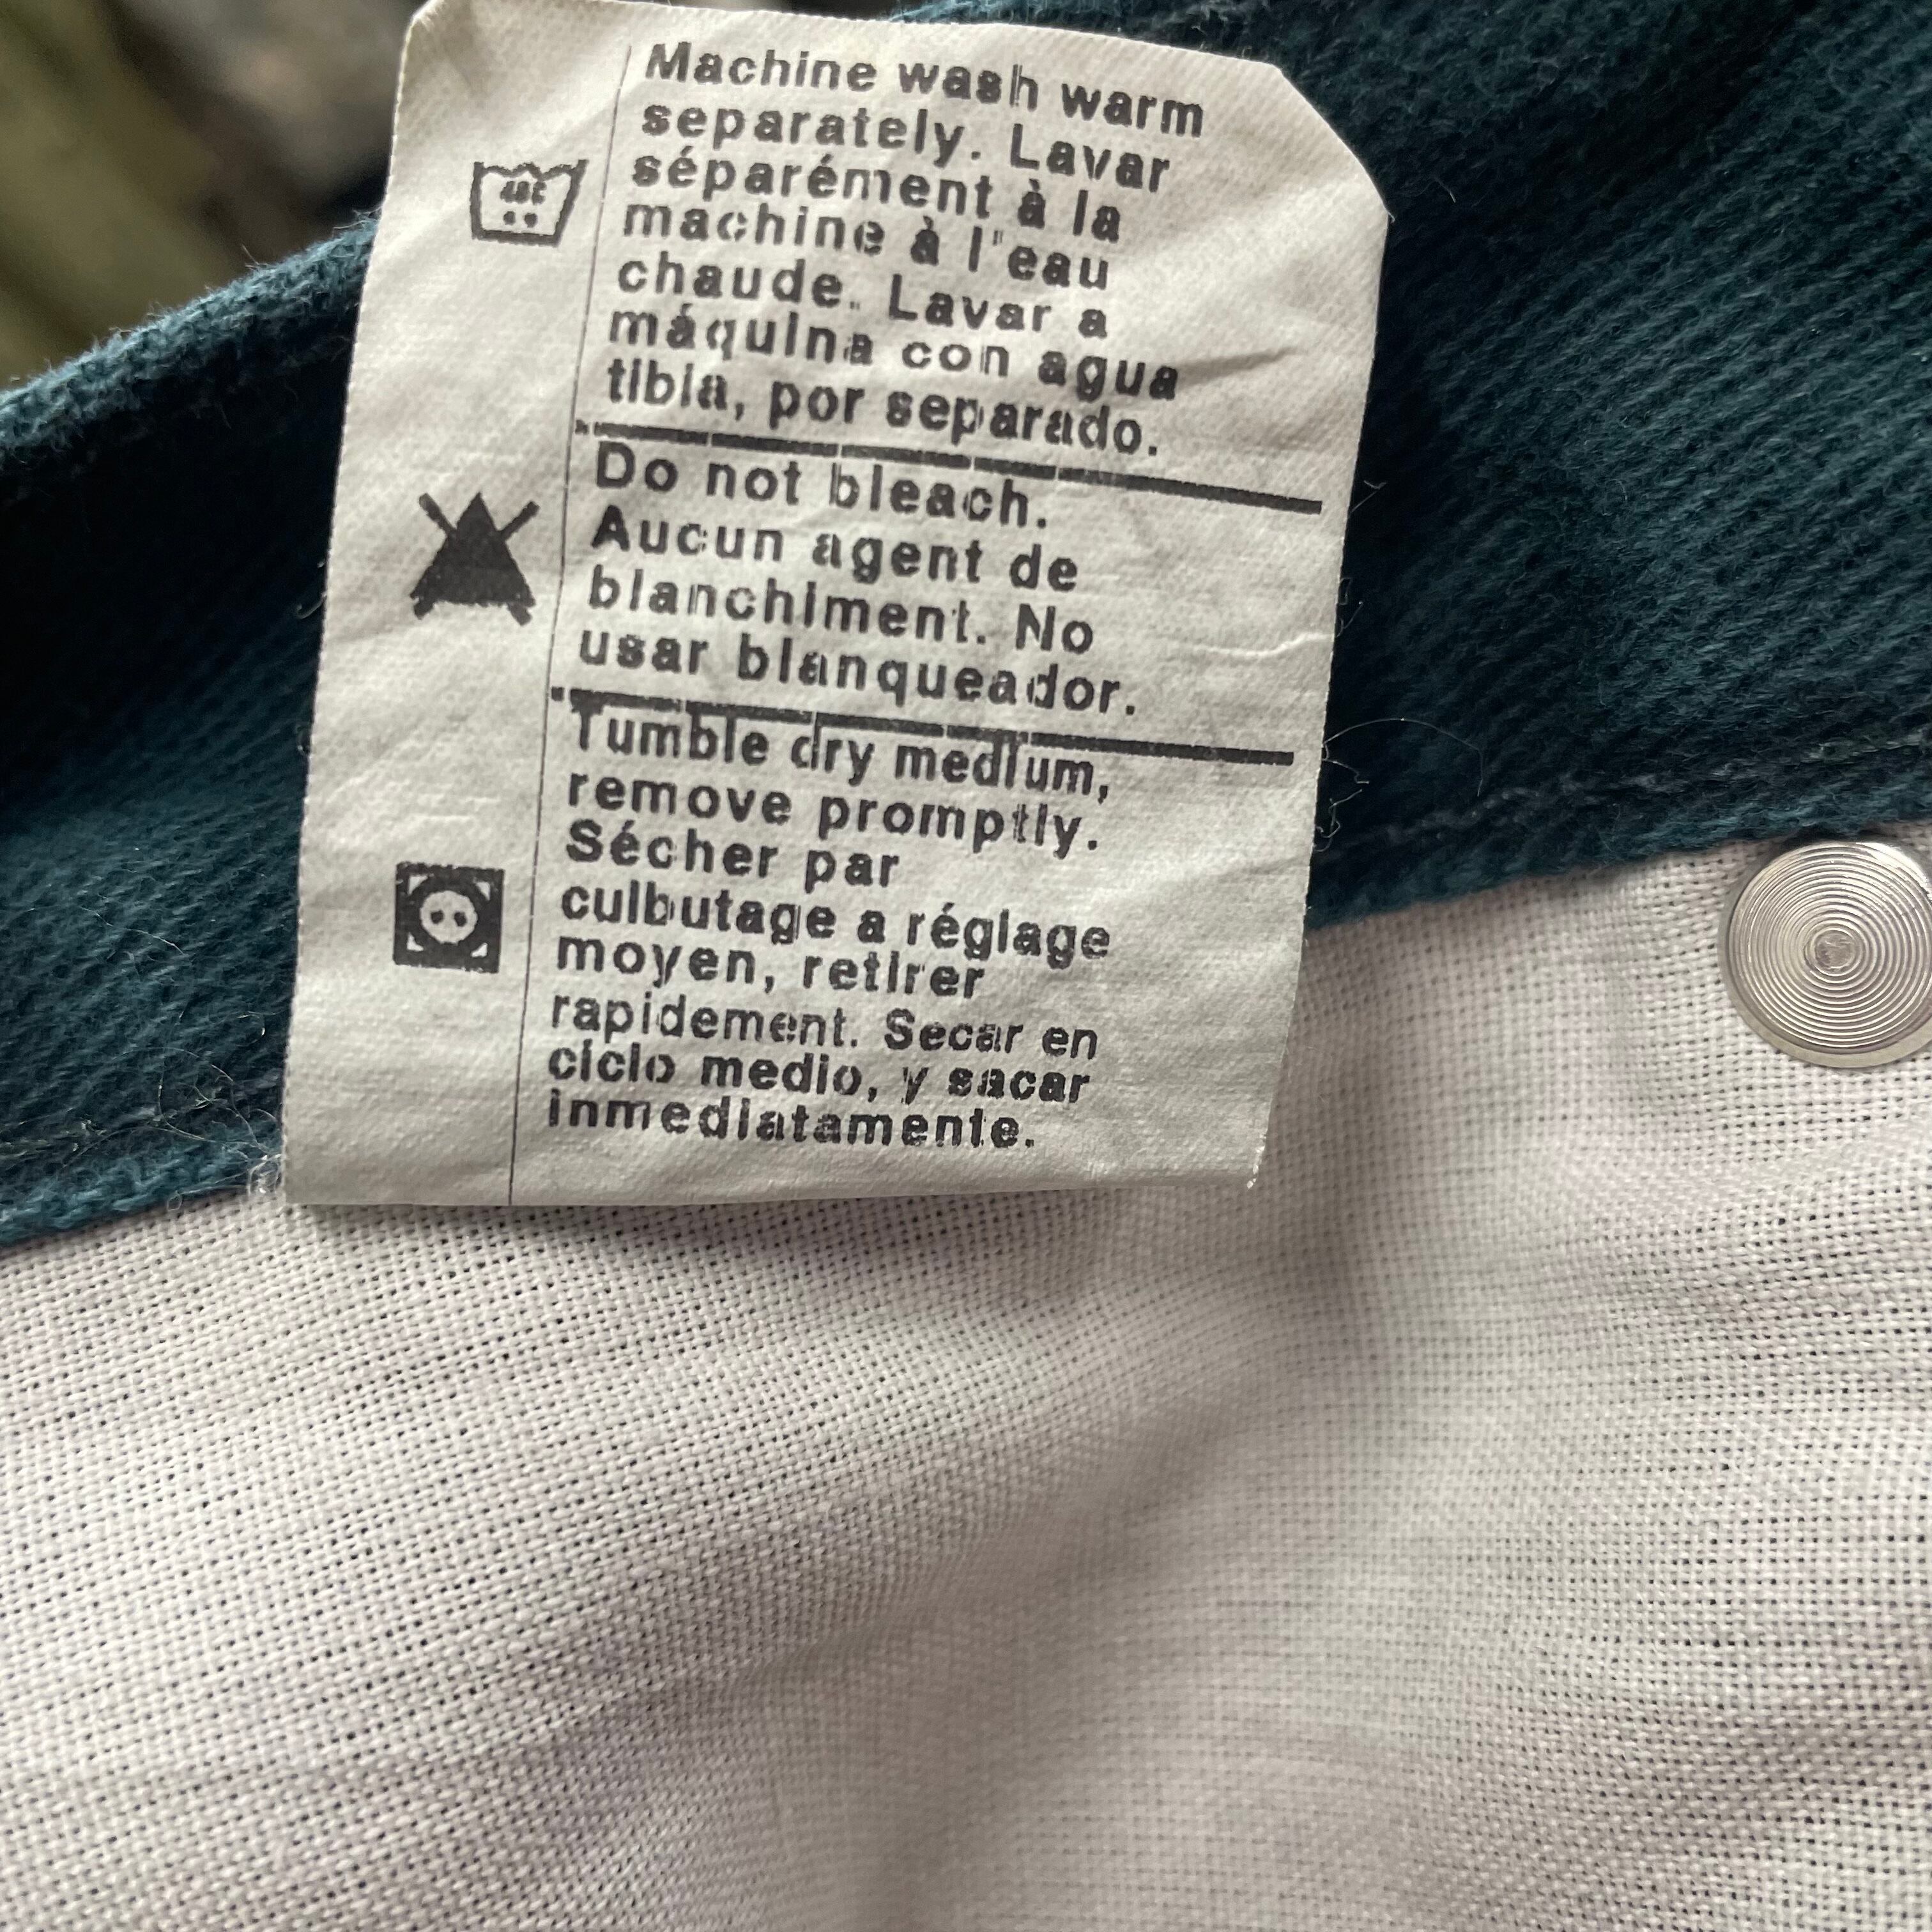 Machine wash warm
separately. Lavar
séparément à la
machine à l'eau
chaude. Lavar a
máquina con agua
tibia, por separado.
Do not bleach.
Aucun agent de
blanchiment. No
usar blanqueador.
Tumble dry medium,
remove promptly.
Sécher par
culbutage a réglage
moyen, retirer
rapidement. Secar en
ciclo medio, y sacar
inmediatamente.